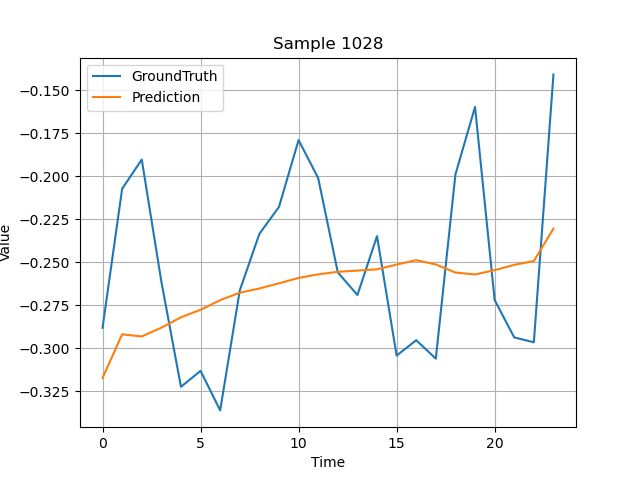 Sample 1028
GroundTruth
Prediction
−0.150
−0.175
−0.200
−0.225
−0.250
−0.275
−0.300
−0.325
Value
0 5 10 15 20
Time